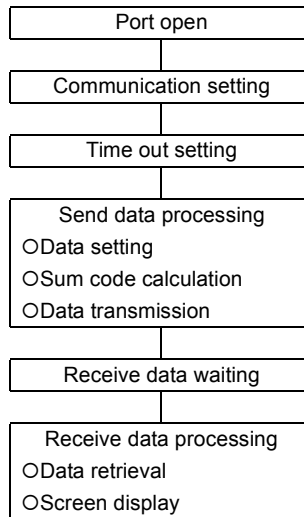 Port open
Communication setting
Time out setting
Send data processing
○Data setting
○Sum code calculation
○Data transmission
Receive data waiting
Receive data processing
○Data retrieval
○Screen display